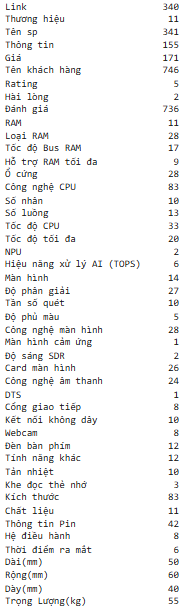 Link 340
Thương hiệu 11
Tên sp 341
Thông tin 155
Giá 171
Tên khách hàng 746
Rating 5
Hài lòng 2
Đánh giá 736
RAM 11
Loại RAM 28
Tốc độ Bus RAM 17
Hỗ trợ RAM tối đa 9
Ổ cứng 28
Công nghệ CPU 83
Số nhân 10
Số luồng 13
Tốc độ CPU 33
Tốc độ tối đa 20
NPU 2
Hiệu năng xử lý AI (TOPS) 6
Màn hình 14
Độ phân giải 27
Tần số quét 10
Độ phủ màu 5
Công nghệ màn hình 28
Màn hình cảm ứng 1
Độ sáng SDR 2
Card màn hình 26
Công nghệ âm thanh 24
DTS 1
Cổng giao tiếp 8
Kết nối không dây 10
Webcam 8
Đèn bàn phím 12
Tính năng khác 12
Tản nhiệt 10
Khe đọc thẻ nhớ 3
Kích thước 83
Chất liệu 11
Thông tin Pin 42
Hệ điều hành 8
Thời điểm ra mắt 6
Dài(mm) 50
Rộng(mm) 60
Dày(mm) 40
Trọng Lượng(kg) 55